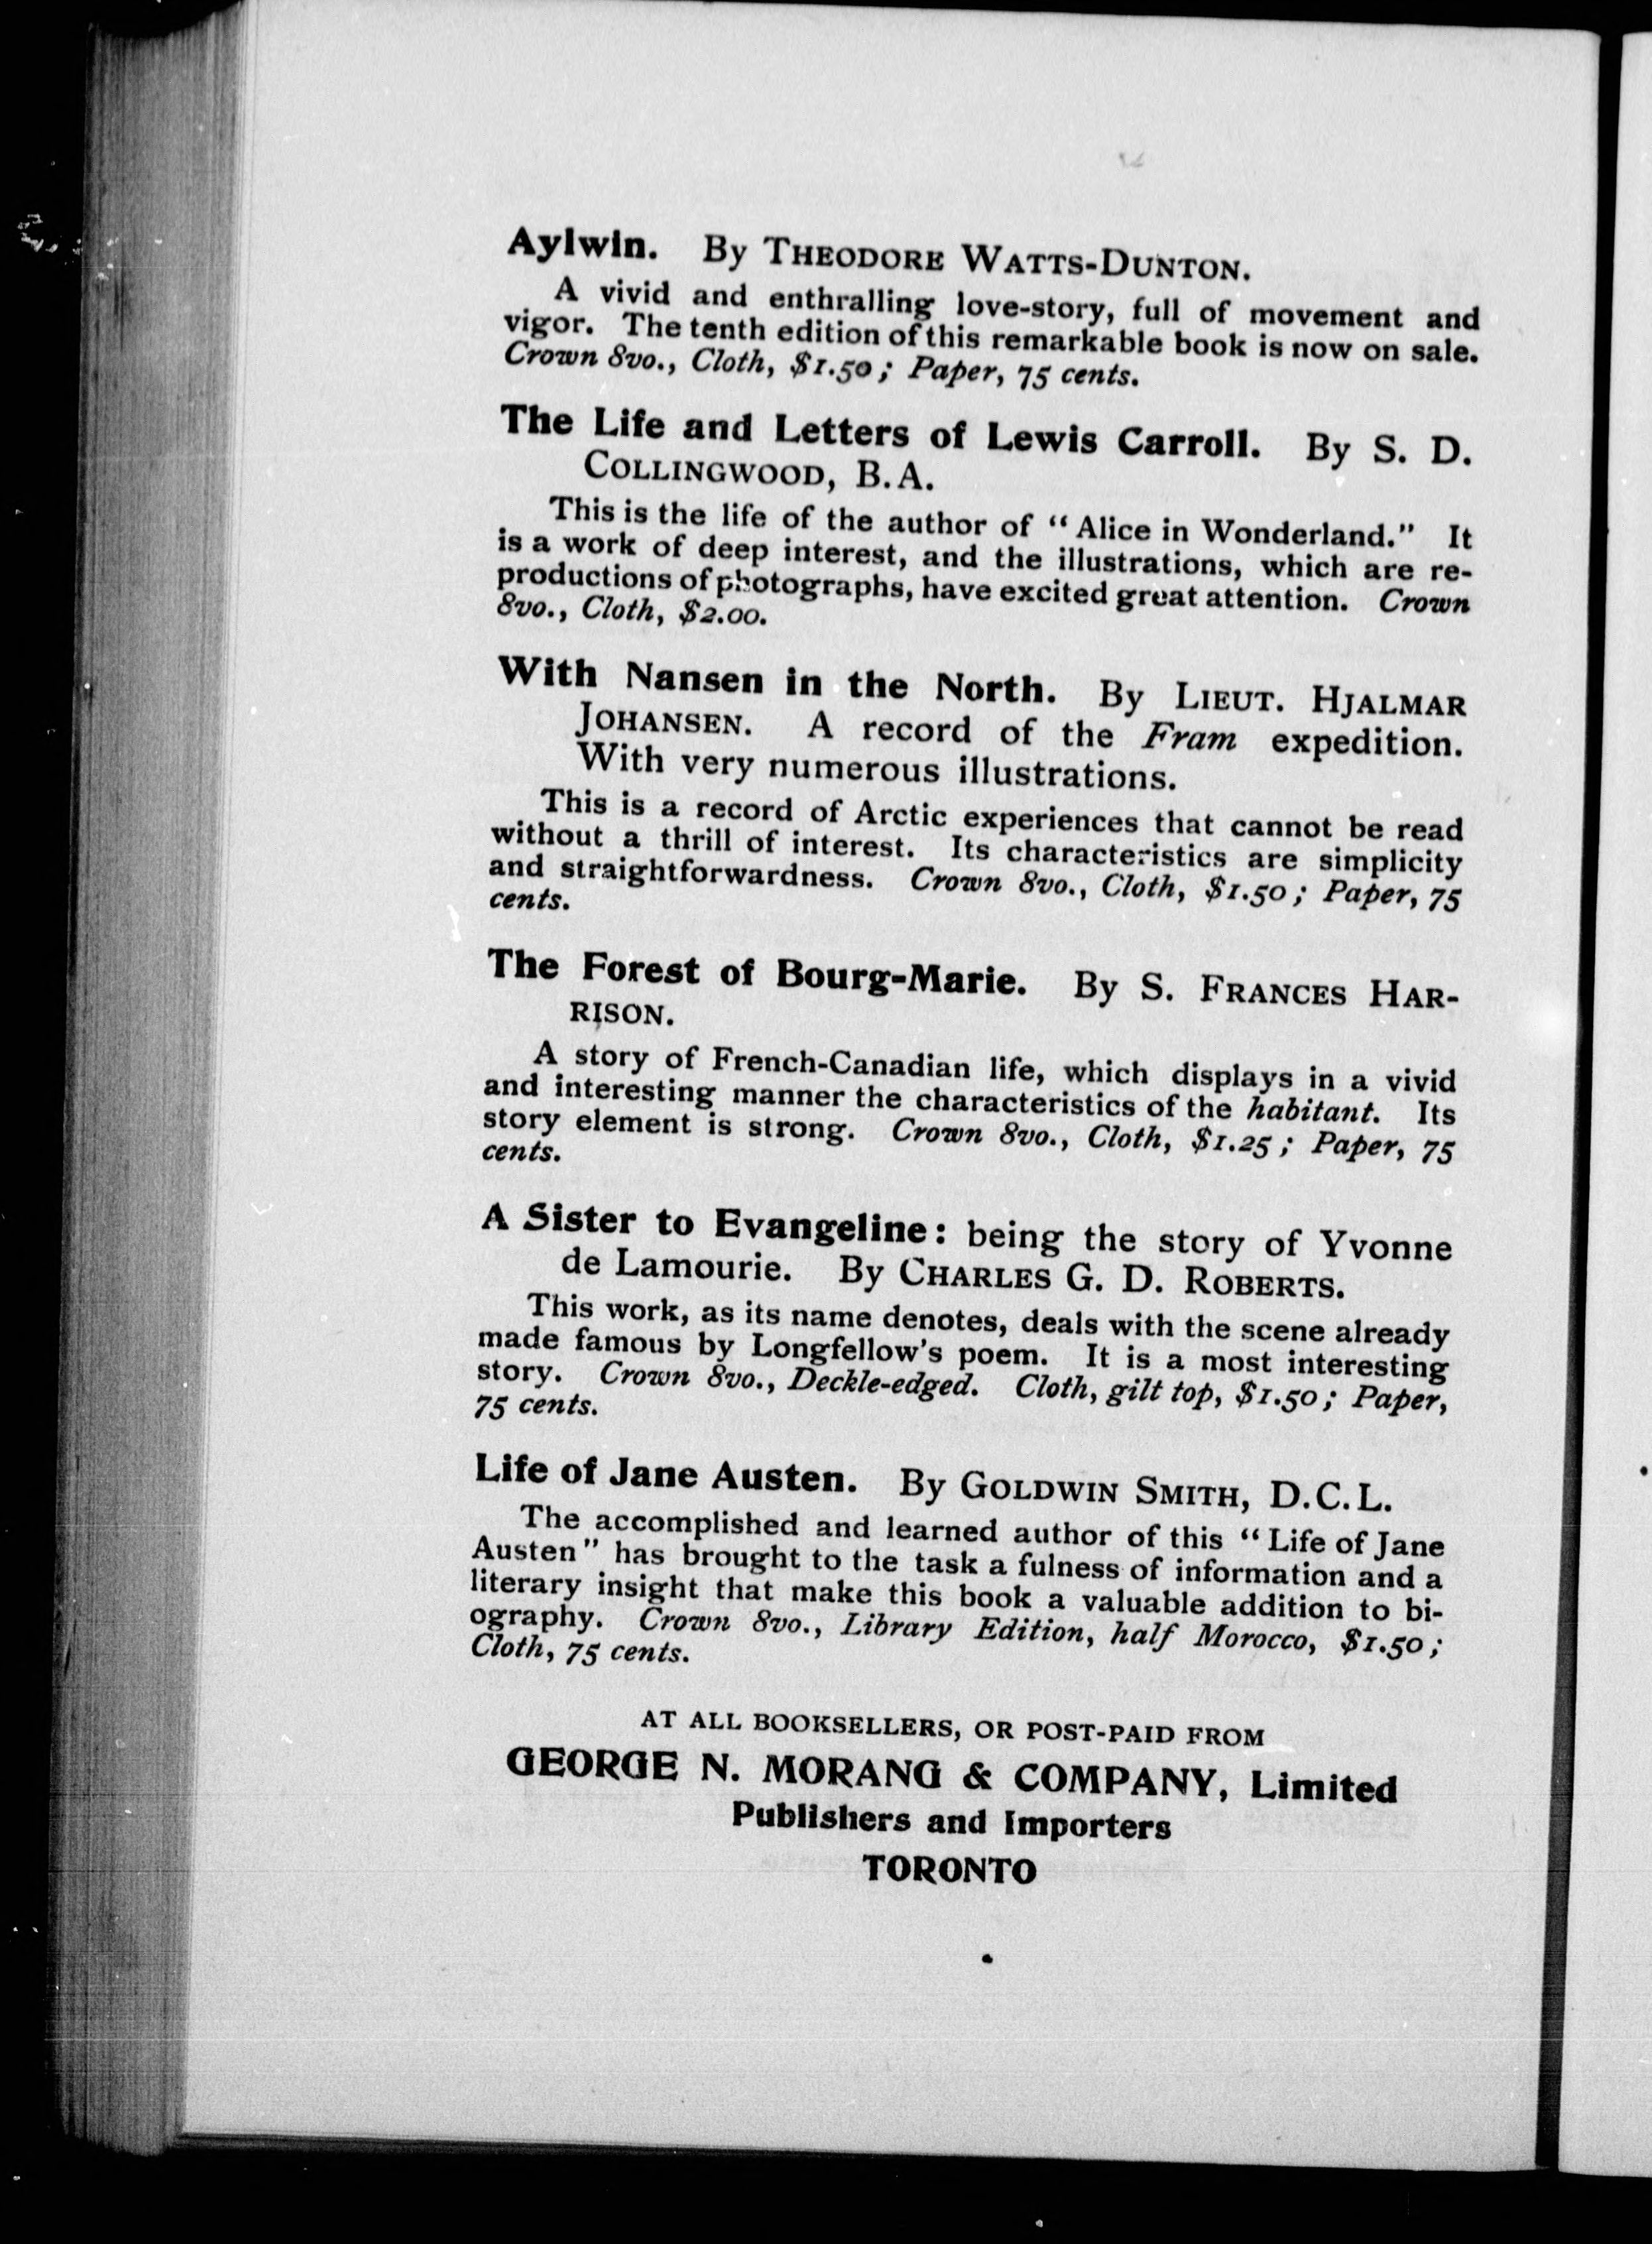 Aylwin. By THEODORE WATTS-DUNTON.
A vivid and enthralling love-story, full of movement and
vigor. The tenth edition of this remarkable book is now on sale.
Crown 8vo., Cloth, $1.50; Paper, 75 cents.
The Life and Letters of Lewis Carroll. By S. D.
COLLINGWOOD, B.A.
This is the life of the author of "Alice in Wonderland." It
is a work of deep interest, and the illustrations, which are re-
productions of photographs, have excited great attention. Crown
8vo., Cloth, $2.00.
With Nansen in the North. By LIEUT. HJALMAR
JOHANSEN. A record of the Fram expedition.
With very numerous illustrations.
This is a record of Arctic experiences that cannot be read
without a thrill of interest. Its characteristics are simplicity
and straightforwardness. Crown 8vo., Cloth, $1.50; Paper, 75
cents.
The Forest of Bourg-Marie. By S. FRANCES HAR-
RISON.
A story of French-Canadian life, which displays in a vivid
and interesting manner the characteristics of the habitant. Its
story element is strong. Crown 8vo., Cloth, $1.25; Paper, 75
cents.
A Sister to Evangeline: being the story of Yvonne
de Lamourie. By CHARLES G. D. ROBERTS.
This work, as its name denotes, deals with the scene already
made famous by Longfellow's poem. It is a most interesting
story. Crown 8vo., Deckle-edged. Cloth, gilt top, $1.50; Paper,
75 cents.
Life of Jane Austen. By GOLDWIN SMITH, D.C.L.
The accomplished and learned author of this "Life of Jane
Austen" has brought to the task a fulness of information and a
literary insight that make this book a valuable addition to bi-
ography. Crown 8vo., Library Edition, half Morocco, $1.50;
Cloth, 75 cents.
AT ALL BOOKSELLERS, OR POST-PAID FROM
GEORGE N. MORANG & COMPANY, Limited
Publishers and Importers
TORONTO